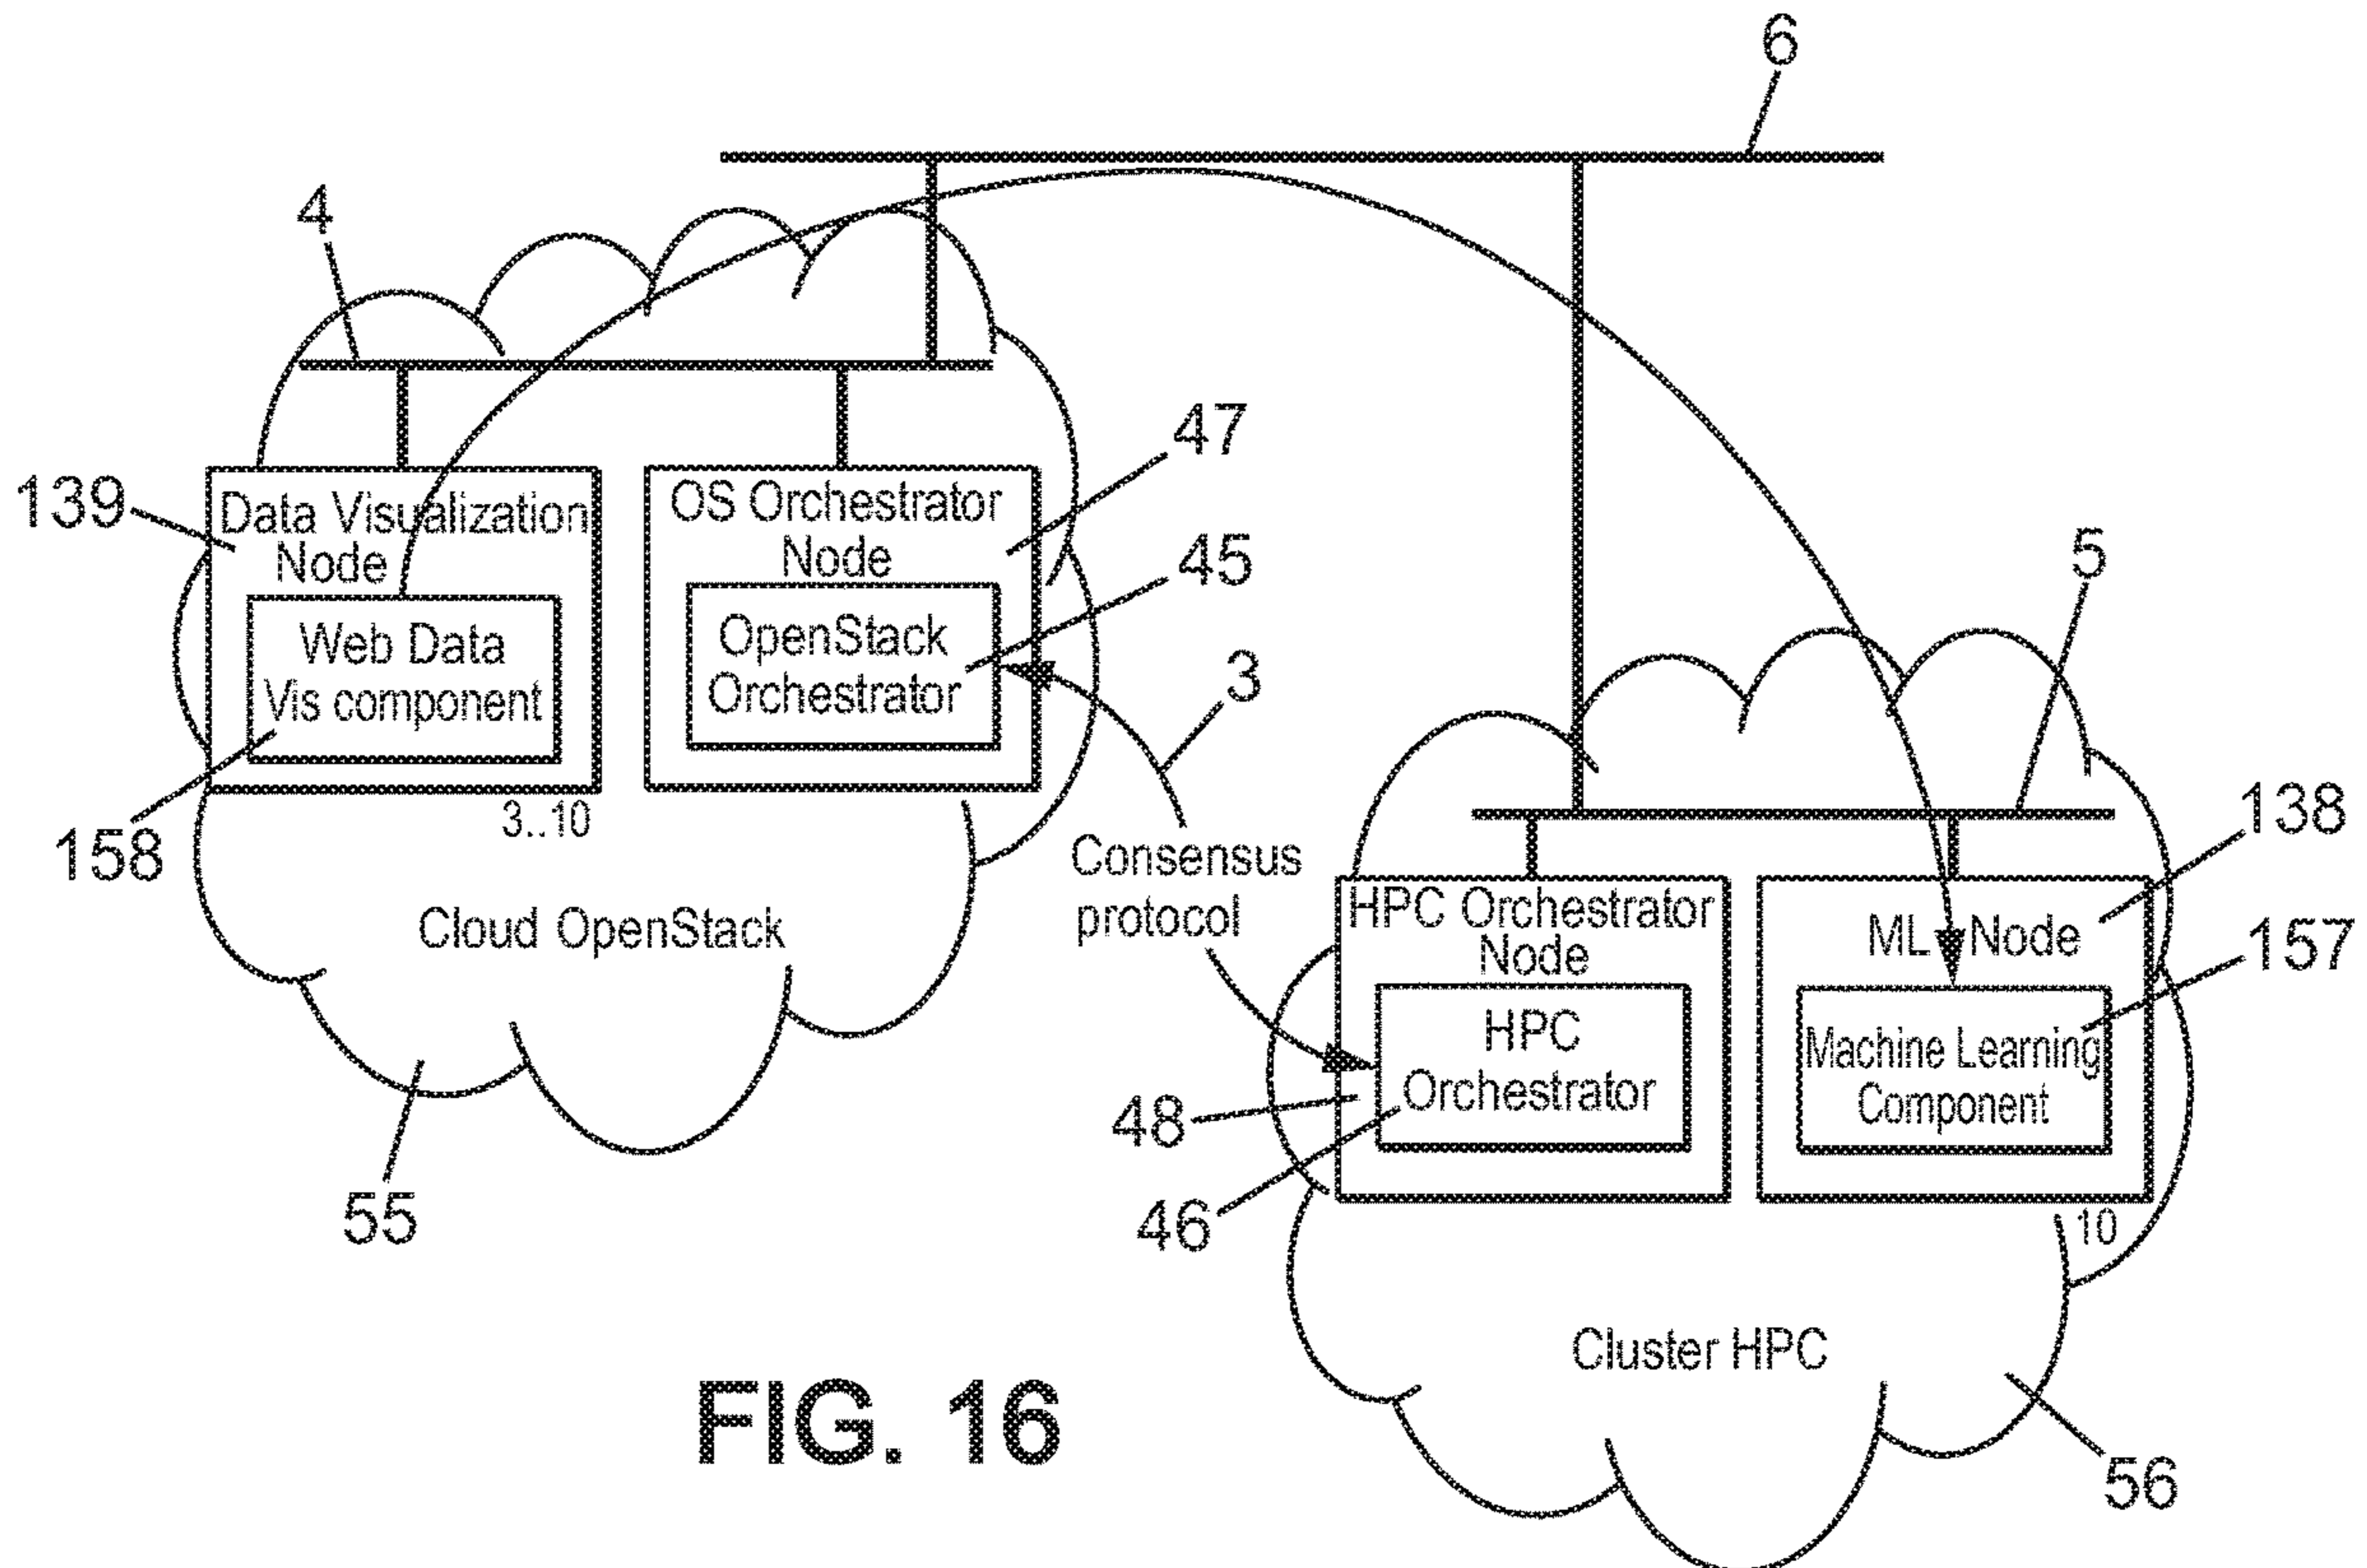 6
4
47
139
Data Visualization
Node
OS Orchestrator
Node
45
5
Web Data
Vis component
OpenStack
Orchestrator
3
158
3..10
138
Consensus
protocol
Cloud OpenStack
HPC Orchestrator
Node
ML Node
157
HPC
Orchestrator
Machine Learning
Component
48
46
55
10
Cluster HPC
FIG. 16
56